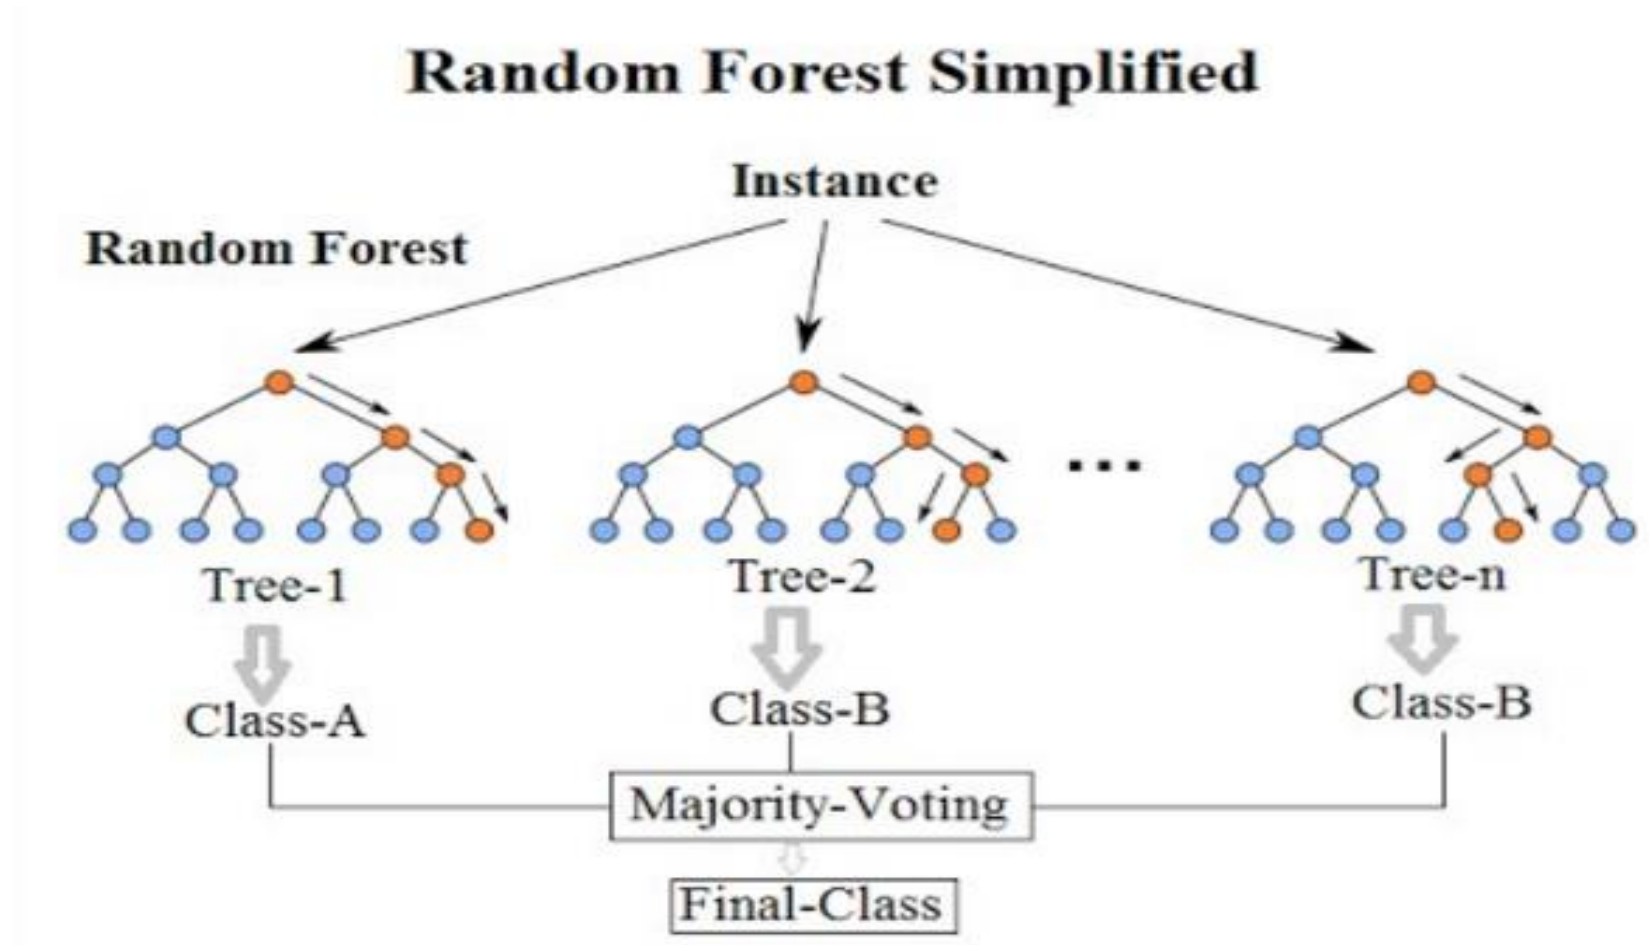 Random Forest Simplified
Instance
Random Forest
...
Tree-1
Tree-2
Tree-n
Class-A
Class-B
Class-B
Majority-Voting
Final-Class